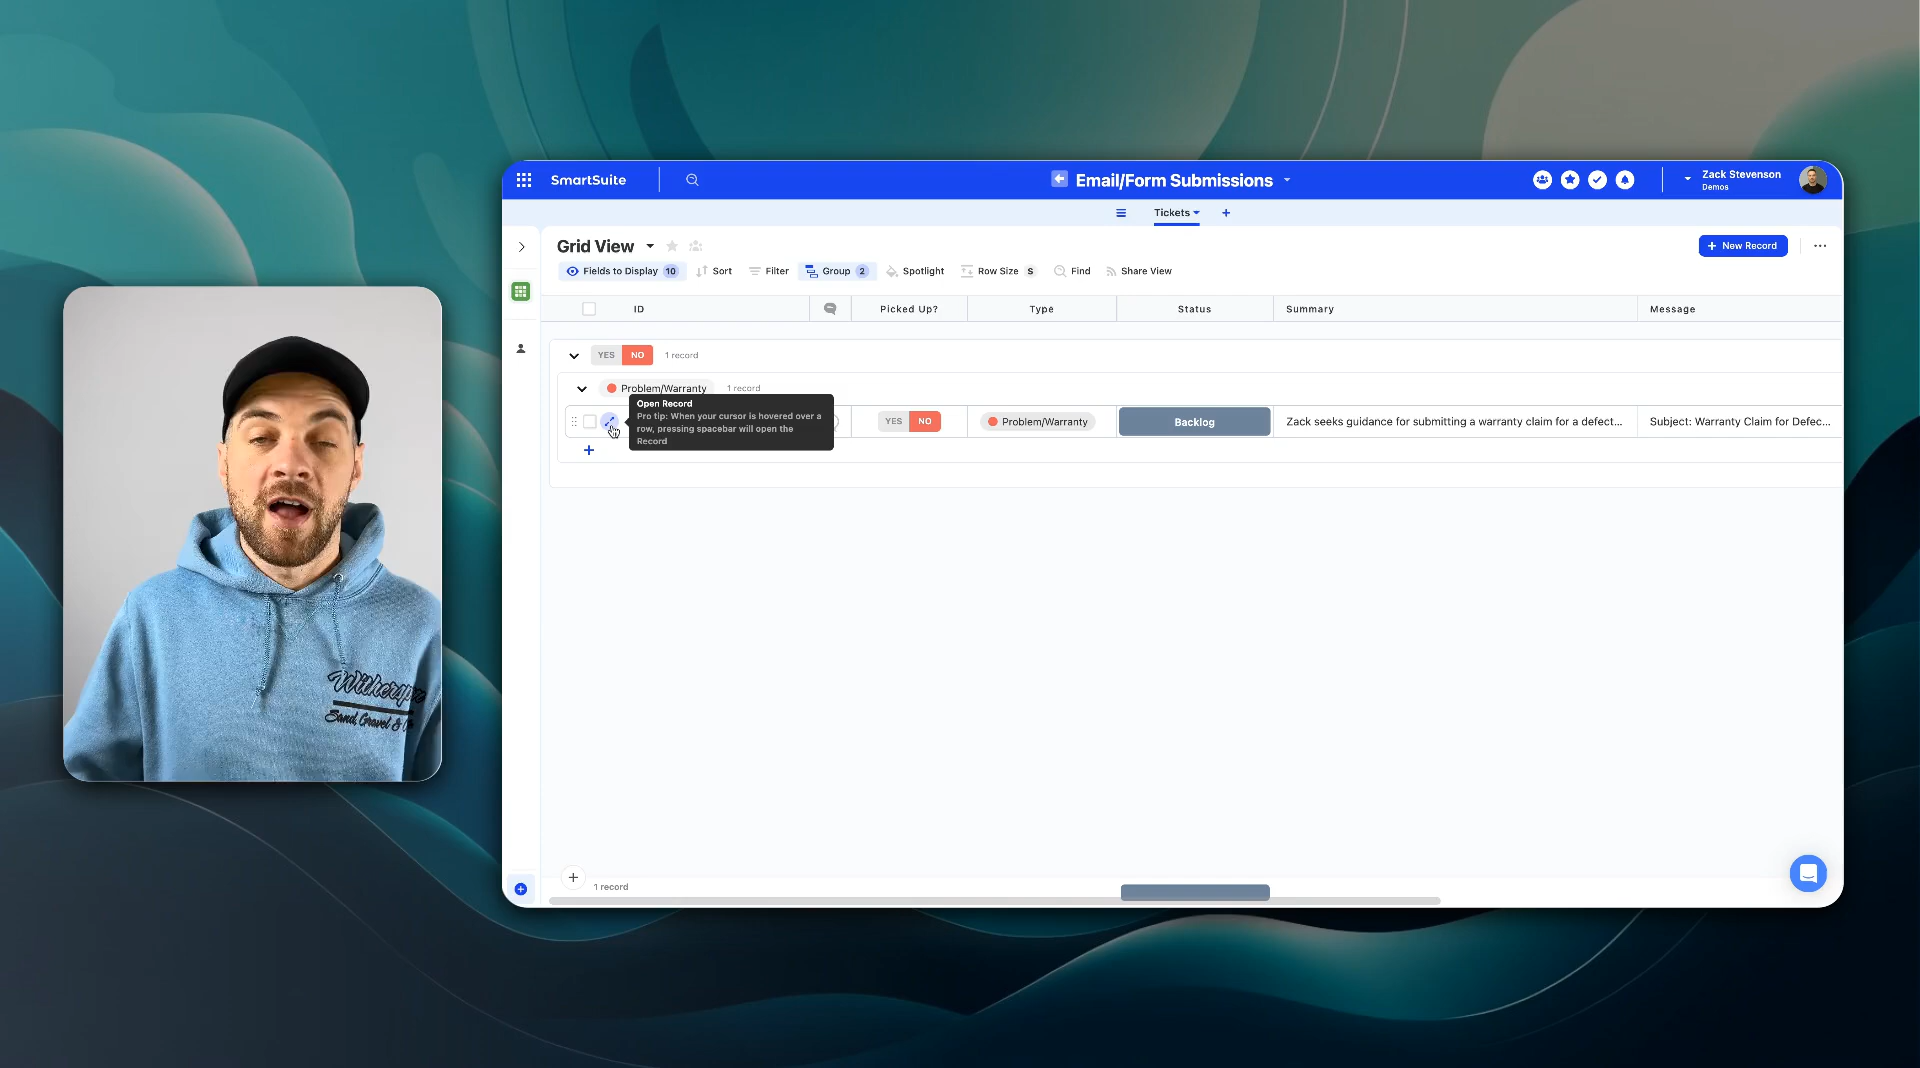 SmartSuite
Email/Form Submissions
Zack Stevenson
Demos
Tickets
Grid View
New Record
Fields to Display 10
Sort
Filter
Group 2
Spotlight
Row Size S
Find
Share View
ID
Picked Up?
Type
Status
Summary
Message
YES NO 1 record
Problem/Warranty 1 record
Open Record
Pro tip: When your cursor is hovered over a
row, pressing spacebar will open the
Record
YES NO
Problem/Warranty
Backlog
Zack seeks guidance for submitting a warranty claim for a defect...
Subject: Warranty Claim for Defec...
1 record
Sand, Gravel &